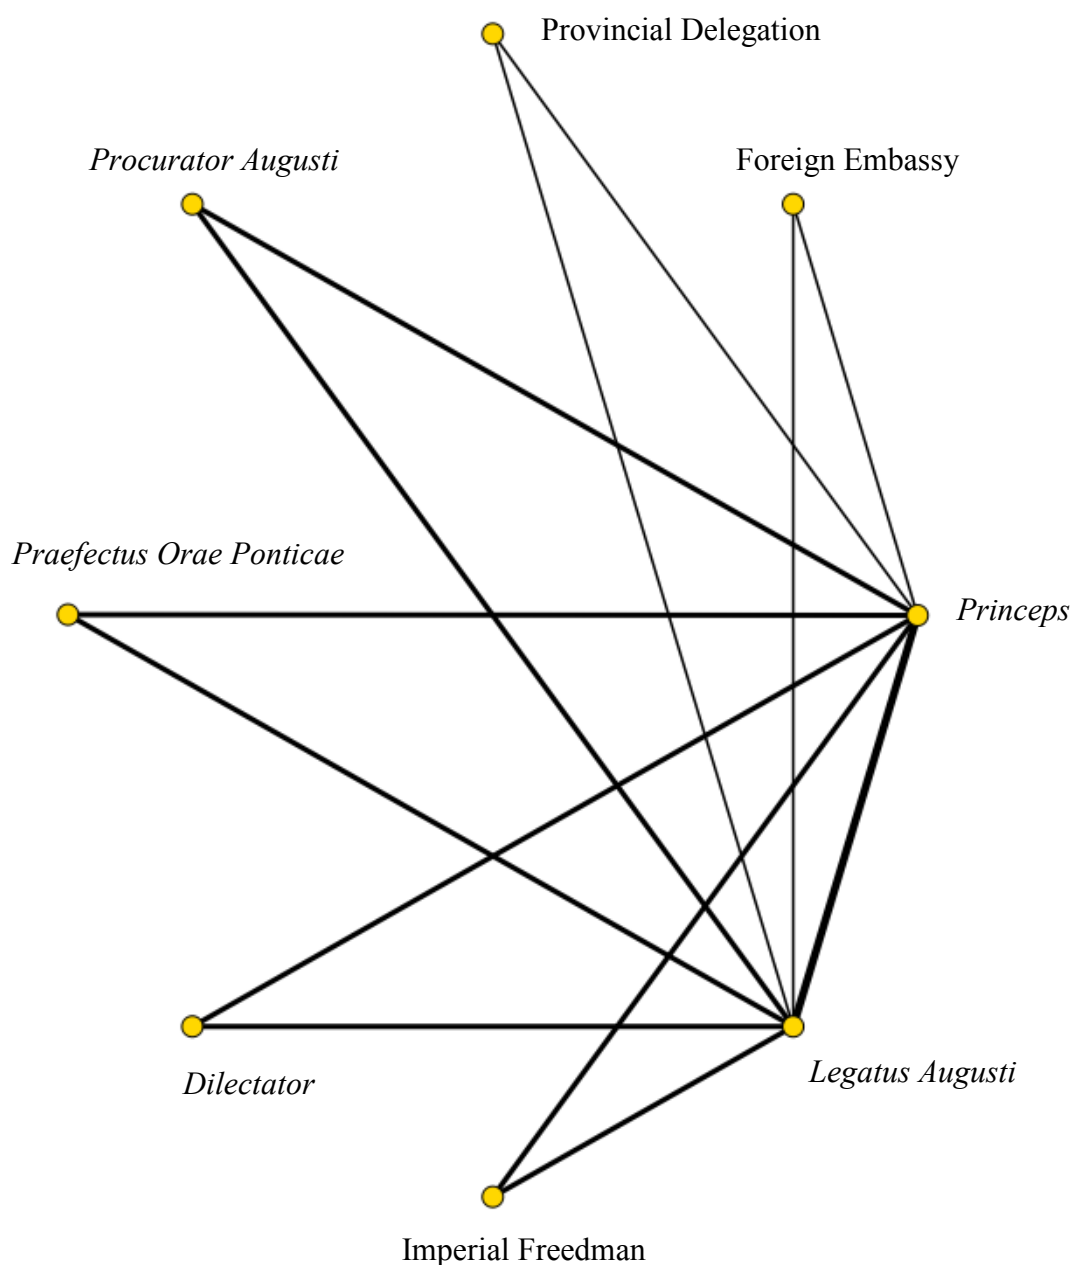 Provincial Delegation
Procurator Augusti
Foreign Embassy
Praefectus Orae Ponticae
Princeps
Legatus Augusti
Dilectator
Imperial Freedman